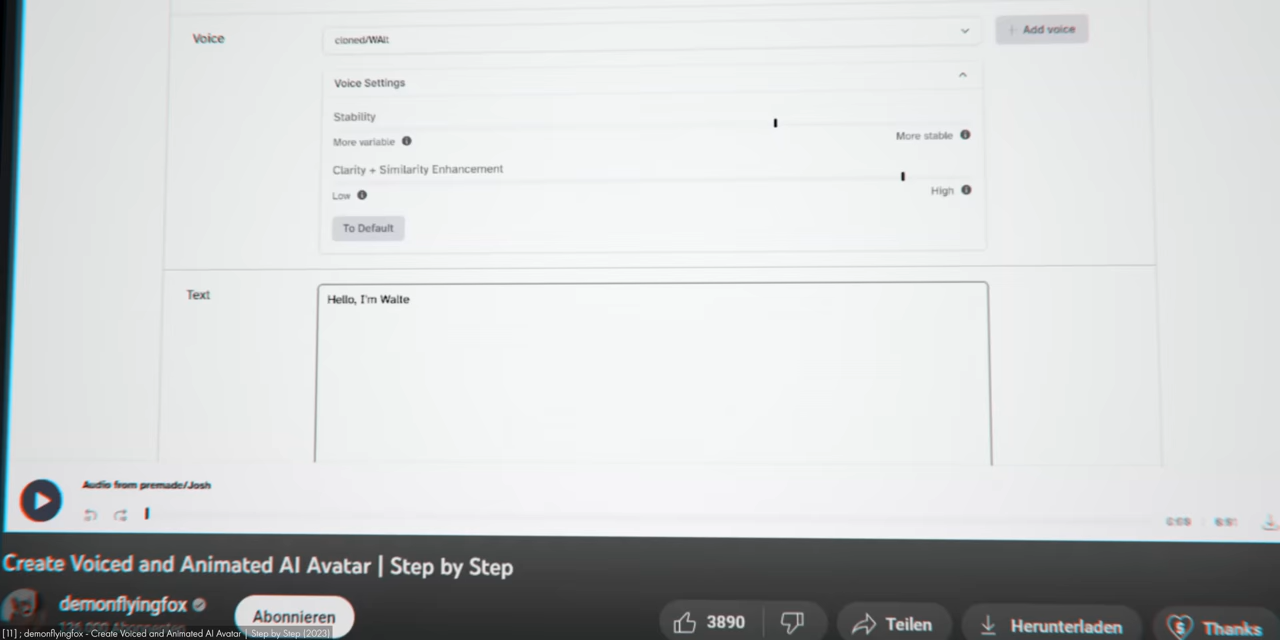 Voice
cloned/WAlt
+ Add voice
Voice Settings
Stability
More variable
More stable
Clarity + Similarity Enhancement
Low
High
To Default
Text
Hello, I'm Walte
Audio from premade/Josh
Create Voiced and Animated AI Avatar | Step by Step
demonflyingfox
Abonnieren
3890
Teilen
Herunterladen
Thanks
[11] ; demonflyingfox - Create Voiced and Animated AI Avatar | Step by Step [2023]